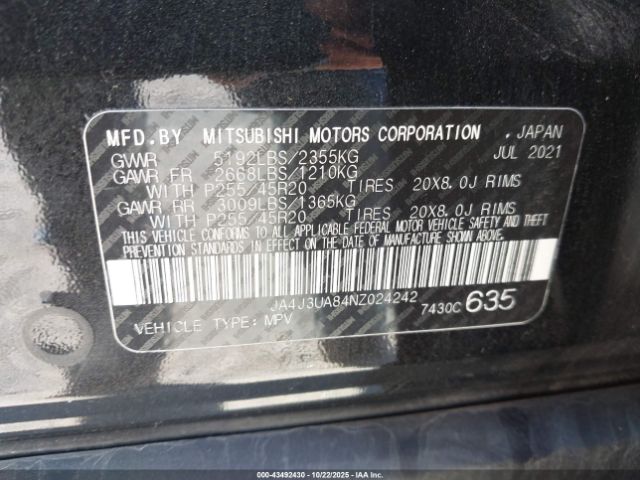 MFD.BY MITSUBISHI MOTORS CORPORATION . JAPAN
GVWR 5192LBS/2355KG JUL 2021
GAWR FR 2668LBS/1210KG
WITH P255/45R20 TIRES 20X8.0J RIMS
GAWR RR 3009LBS/1365KG
WITH P255/45R20 TIRES 20X8.0J RIMS
THIS VEHICLE CONFORMS TO ALL APPLICABLE FEDERAL MOTOR VEHICLE SAFETY, BUMPER AND THEFT
PREVENTION STANDARDS IN EFFECT ON THE DATE OF MANUFACTURE SHOWN ABOVE.
JA4J3UA84NZ024242
VEHICLE TYPE: MPV 7430C 635
000-43492430 - 10/22/2025 - IAAI.COM